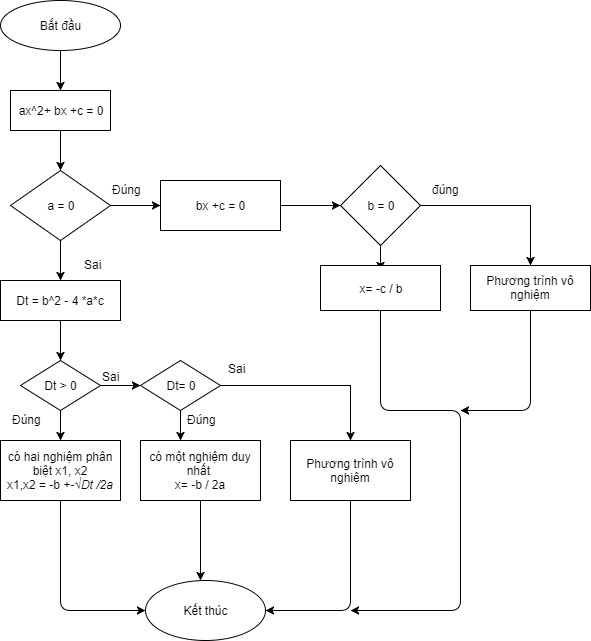 Bắt đầu
ax^2+ bx +c = 0
a = 0
Đúng
bx +c = 0
b = 0
đúng
Sai
Dt = b^2 - 4 *a*c
x= -c / b
Phương trình vô
nghiệm
Dt > 0
Sai
Dt= 0
Sai
Đúng
Đúng
có hai nghiệm phân
biệt x1, x2
x1,x2 = -b +-√Dt /2a
có một nghiệm duy
nhất
x= -b / 2a
Phương trình vô
nghiệm
Kết thúc